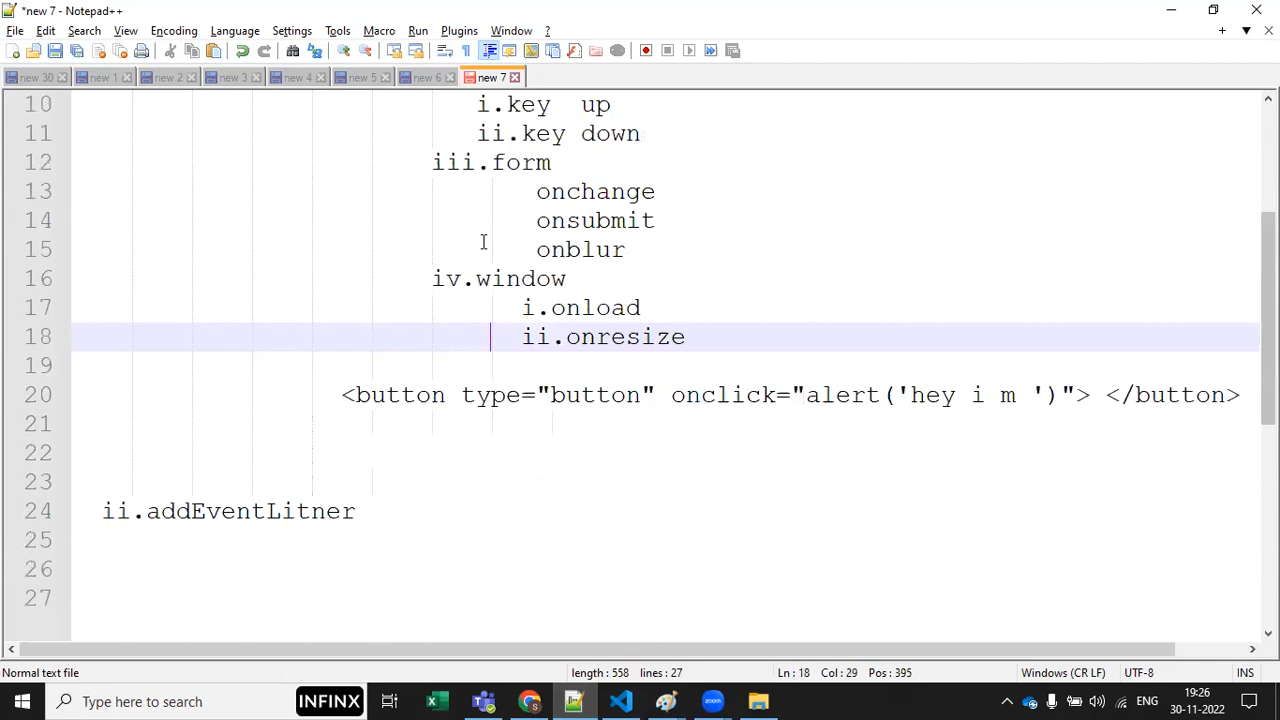 *new 7 - Notepad++
File Edit Search View Encoding Language Settings Tools Macro Run Plugins Window ?
new 30 new 1 new 2 new 3 new 4 new 5 new 6 new 7
10 i.key up
11 ii.key down
12 iii.form
13 onchange
14 onsubmit
15 onblur
16 iv.window
17 i.onload
18 ii.onresize
19
20 <button type="button" onclick="alert('hey i m ')"> </button>
21
22
23
24 ii.addEventLitner
25
26
27
Normal text file length : 558 lines : 27 Ln : 18 Col : 29 Pos : 395 Windows (CR LF) UTF-8 INS
Type here to search INFINX zoom ENG 19:26
30-11-2022